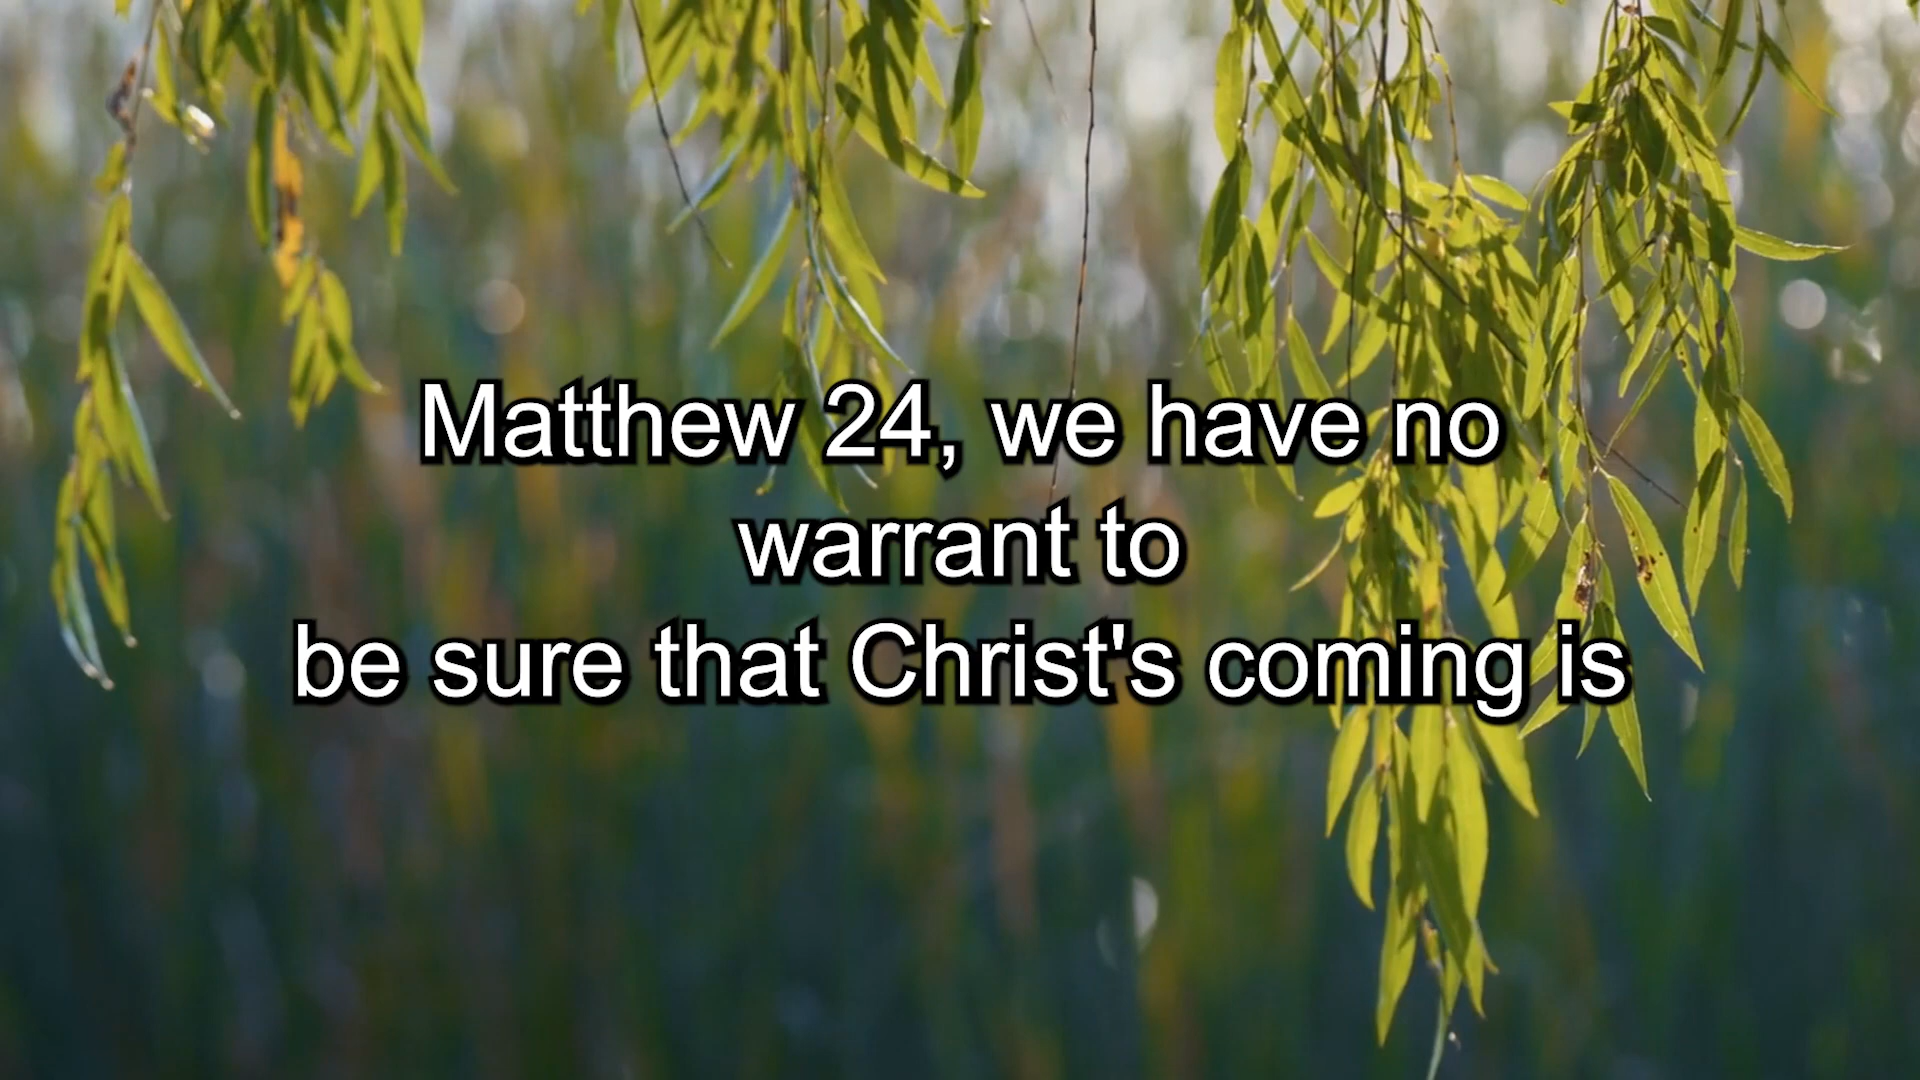 Matthew 24, we have no
warrant to
be sure that Christ's coming is